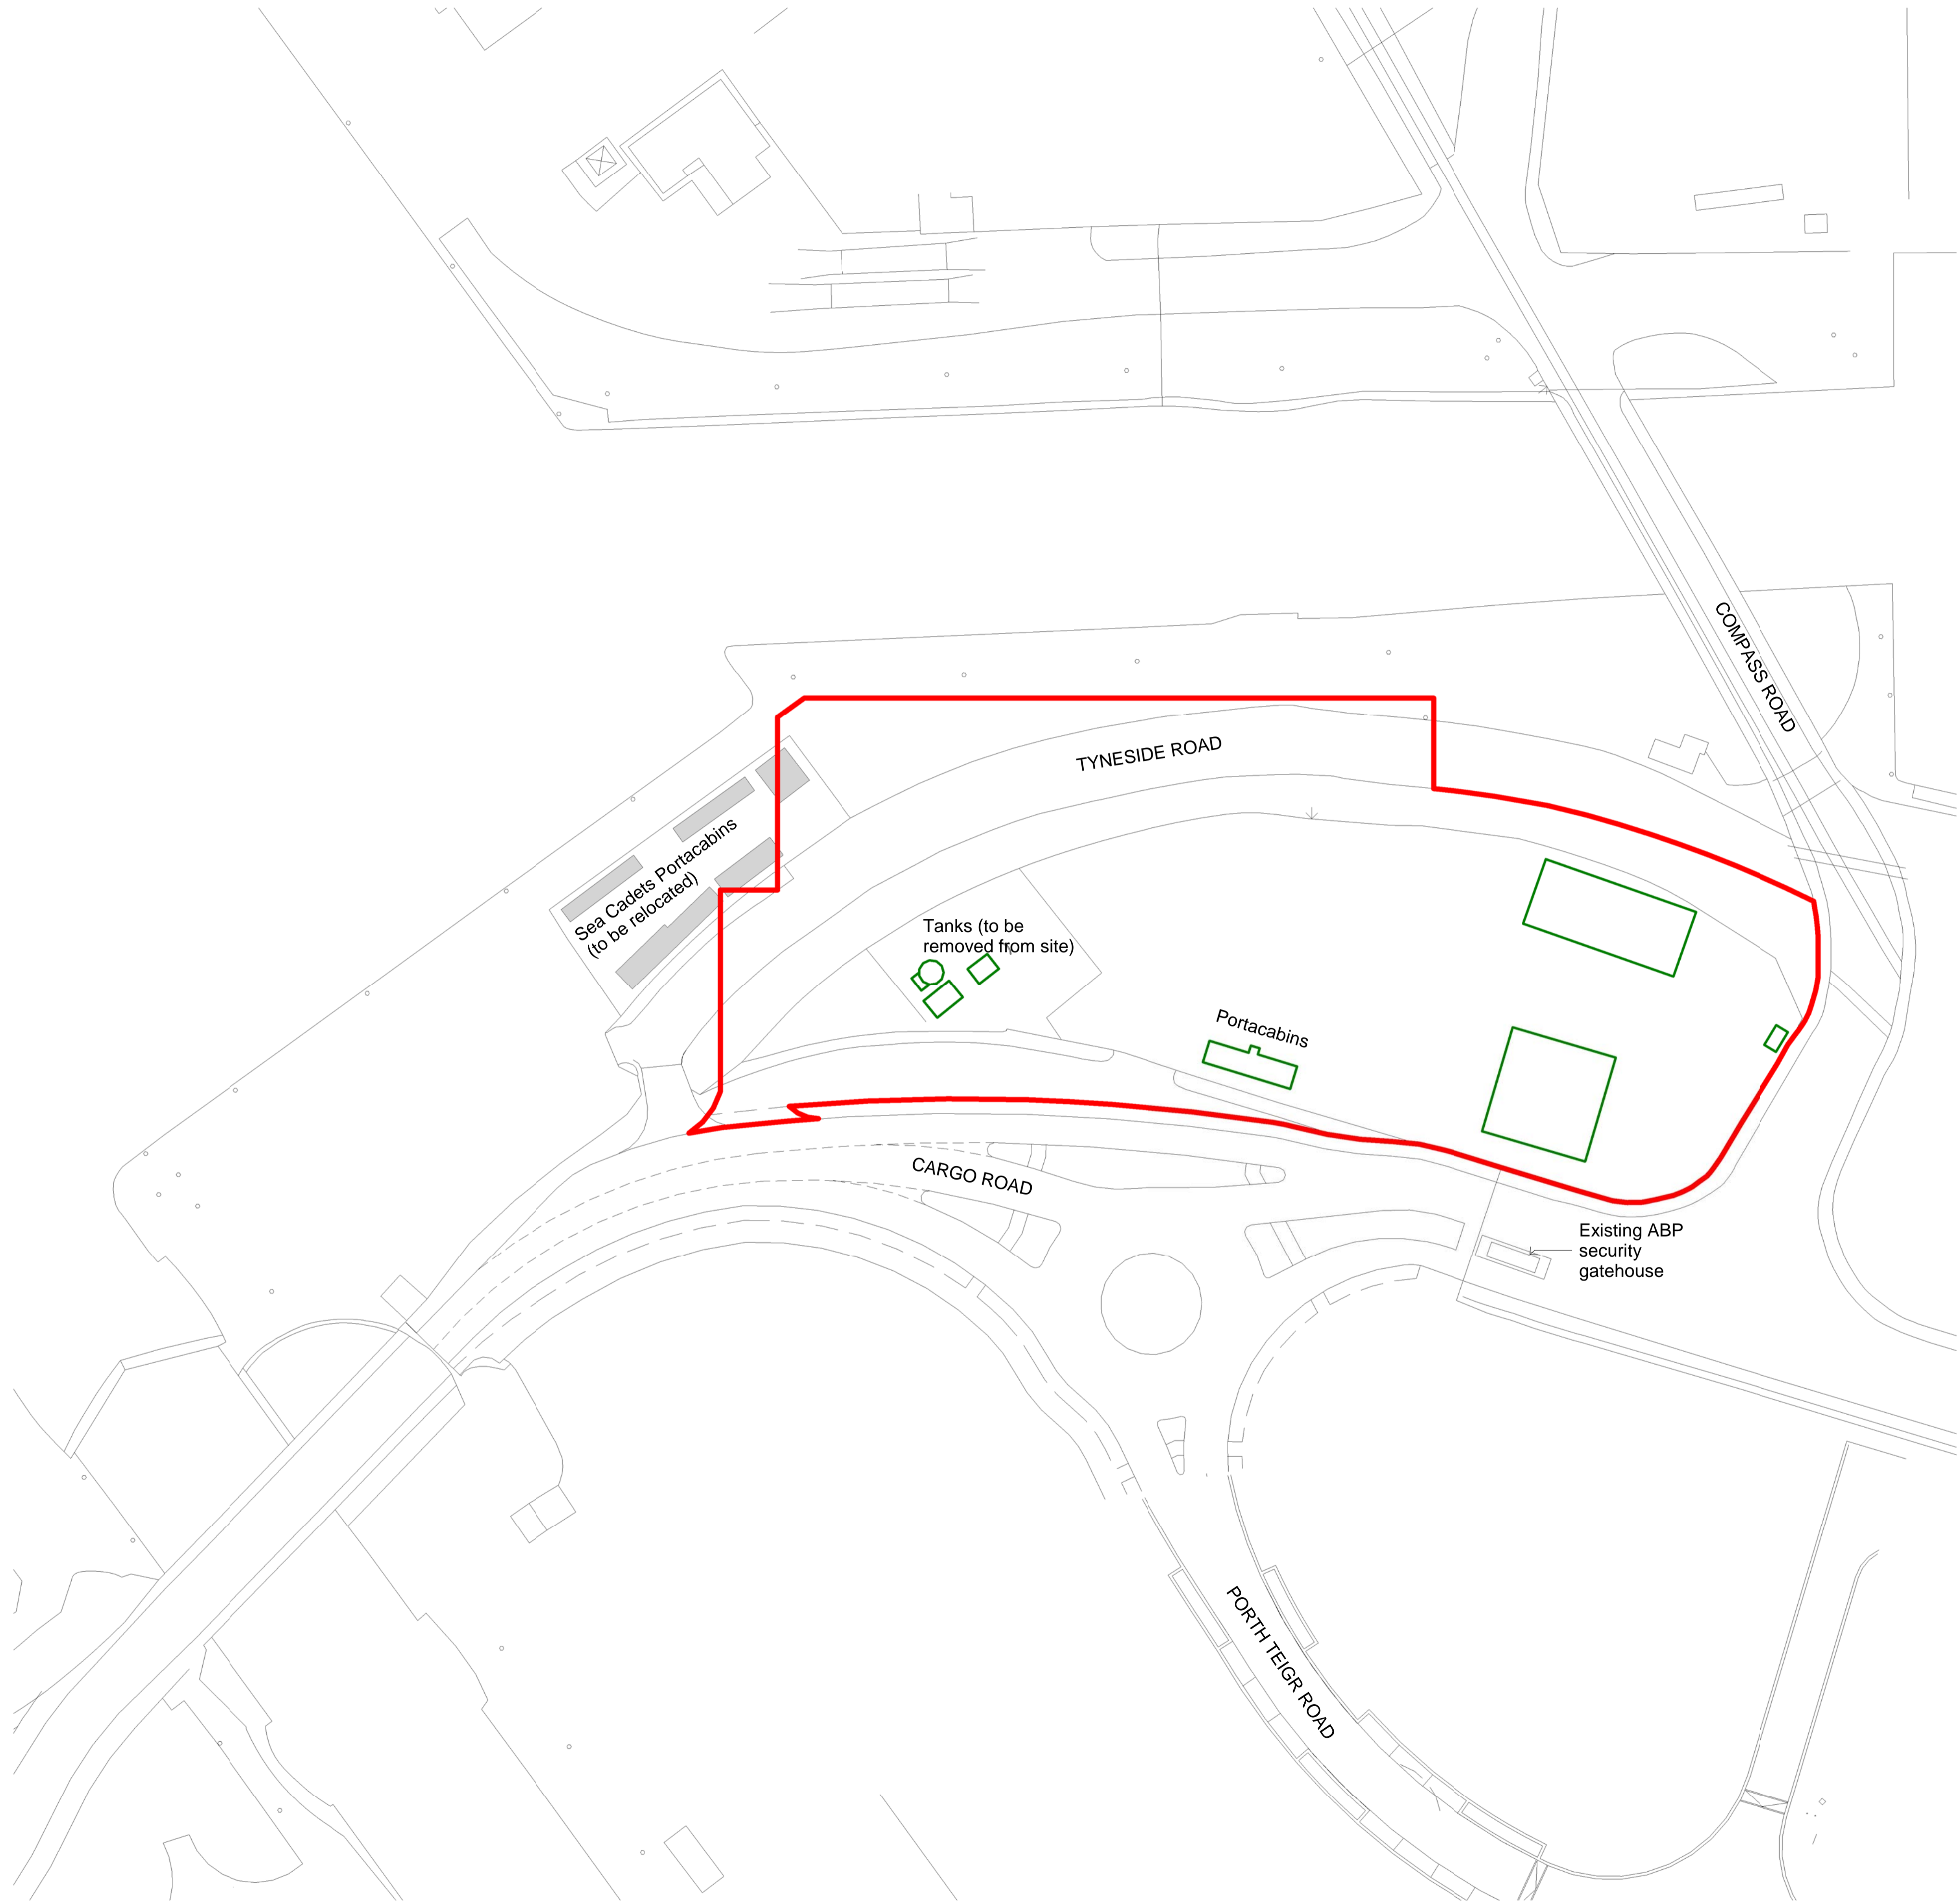 COMPASS ROAD
TYNESIDE ROAD
Sea Cadets Portacabins
(to be relocated)
Tanks (to be
removed from site)
Portacabins
CARGO ROAD
Existing ABP
security
gatehouse
PORTH TEIGR ROAD